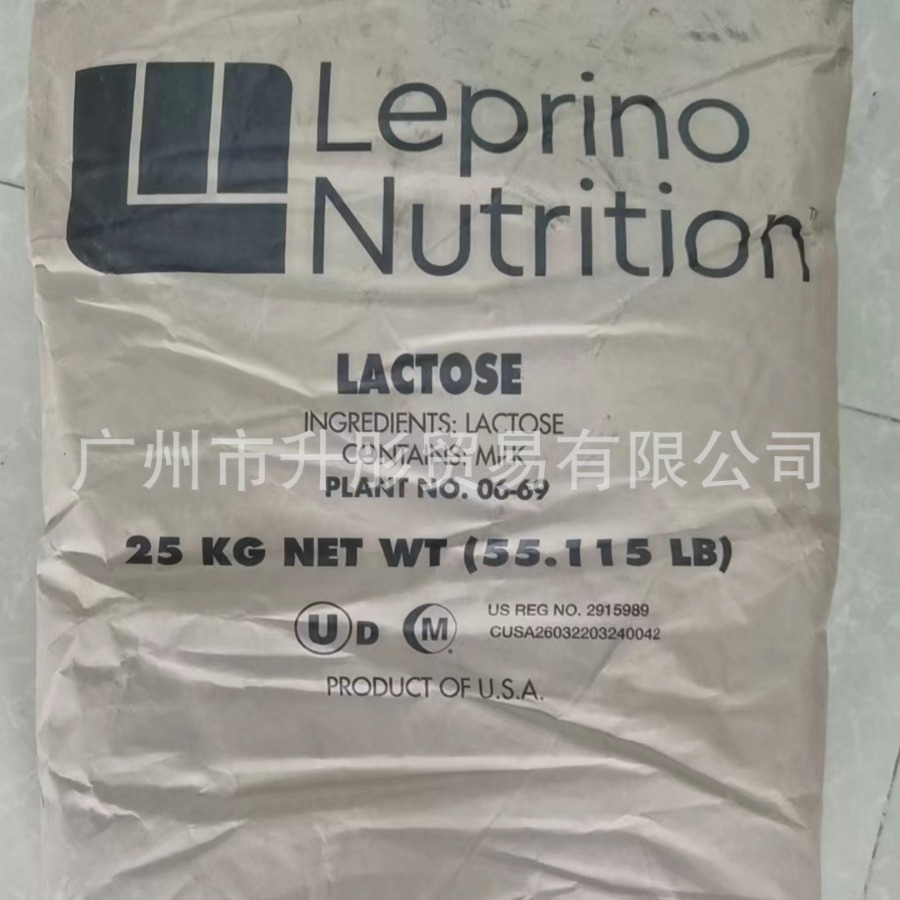 Leprino
Nutrition™
LACTOSE
INGREDIENTS: LACTOSE
CONTAINS: MILK
广州市升彤贸易有限公司
PLANT NO. 06-69
25 KG NET WT (55.115 LB)
U D M
US REG NO. 2915989
CUSA26032203240042
PRODUCT OF U.S.A.